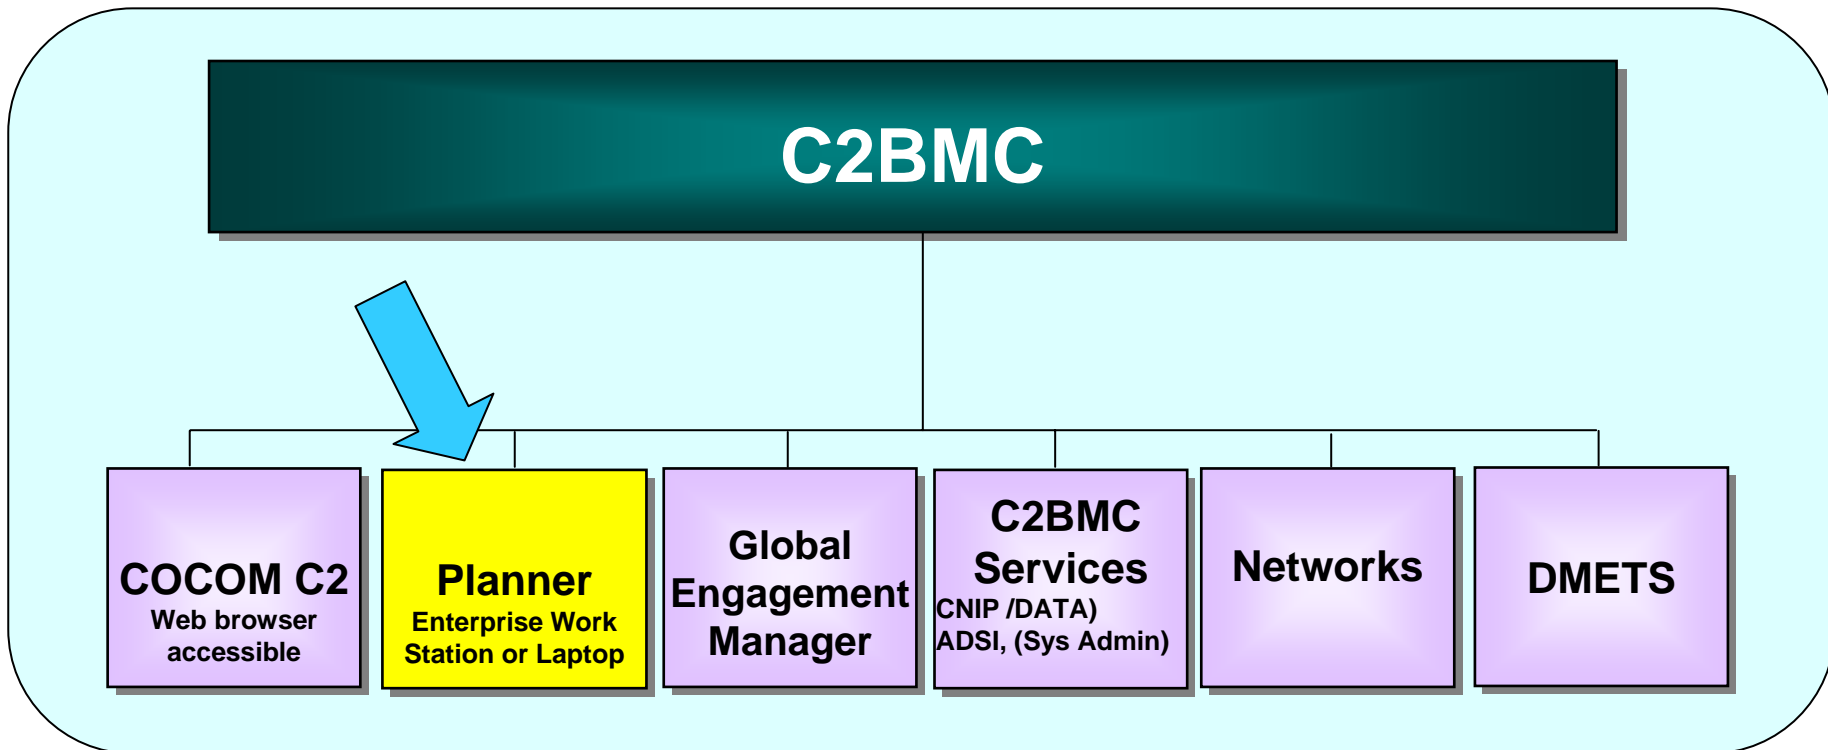 C2BMC
COCOM C2
Web browser
accessible
Planner
Enterprise Work
Station or Laptop
Global
Engagement
Manager
C2BMC
Services
CNIP /DATA)
ADSI, (Sys Admin)
Networks
DMETS